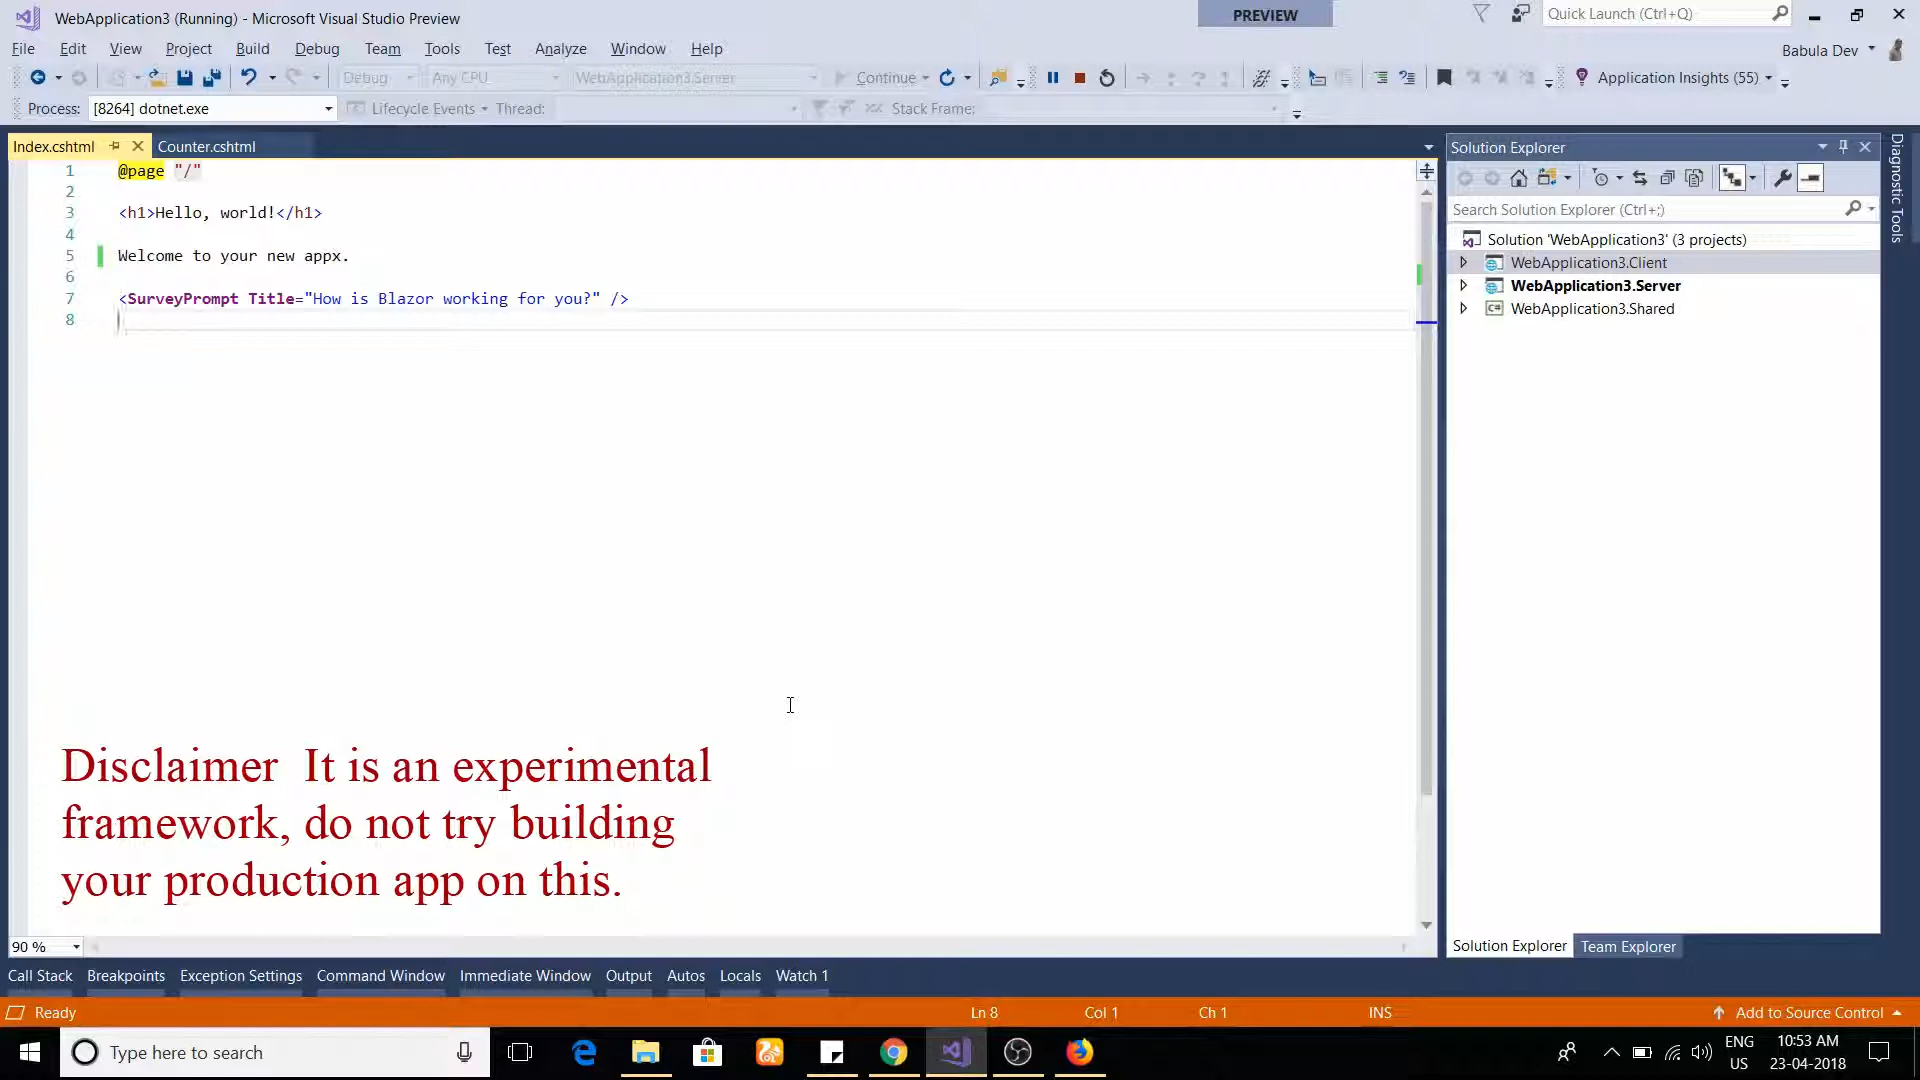 WebApplication3 (Running) - Microsoft Visual Studio Preview
PREVIEW
Quick Launch (Ctrl+Q)
File Edit View Project Build Debug Team Tools Test Analyze Window Help
Babula Dev
Debug Any CPU WebApplication3.Server Continue Application Insights (55)
Process: [8264] dotnet.exe Lifecycle Events Thread: Stack Frame:
Index.cshtml Counter.cshtml
1 @page "/"
2
3 <h1>Hello, world!</h1>
4
5 Welcome to your new appx.
6
7 <SurveyPrompt Title="How is Blazor working for you?" />
8
Disclaimer It is an experimental
framework, do not try building
your production app on this.
90 %
Solution Explorer
Search Solution Explorer (Ctrl+;)
Solution 'WebApplication3' (3 projects)
WebApplication3.Client
WebApplication3.Server
C# WebApplication3.Shared
Solution Explorer Team Explorer
Diagnostic Tools
Call Stack Breakpoints Exception Settings Command Window Immediate Window Output Autos Locals Watch 1
Ready Ln 8 Col 1 Ch 1 INS Add to Source Control
Type here to search
ENG
US
10:53 AM
23-04-2018